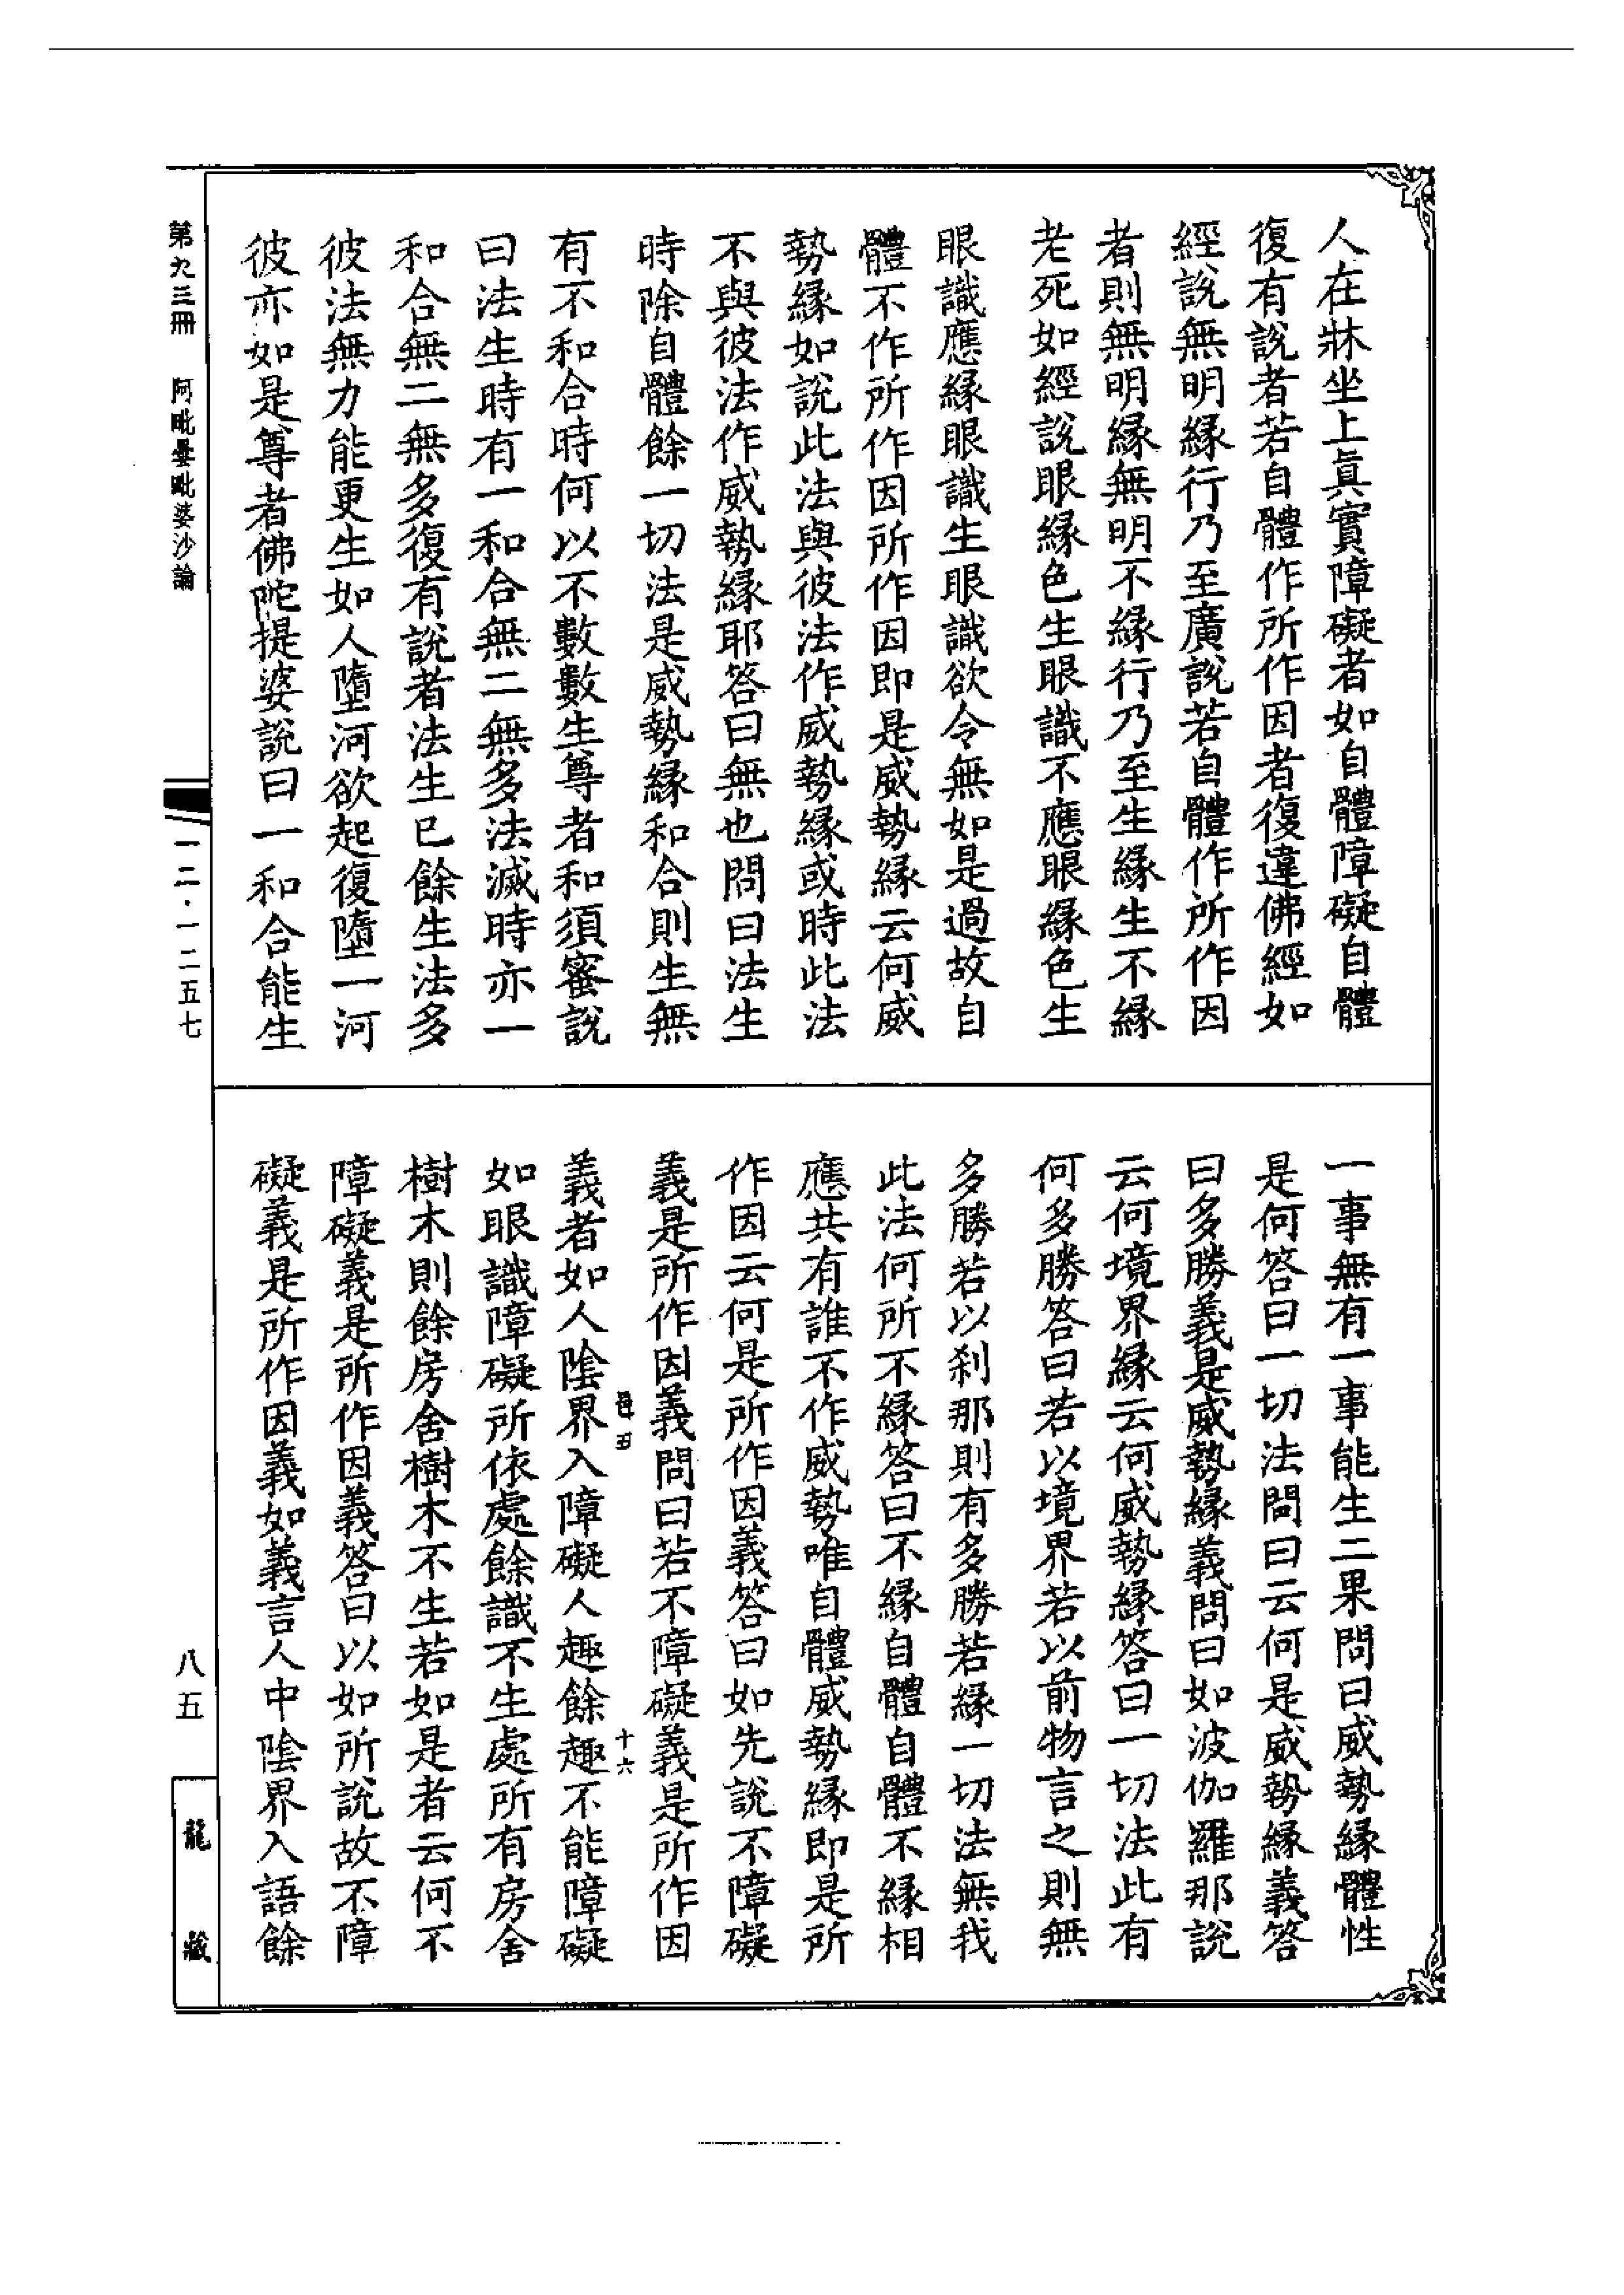 人在牀坐上眞實障礙者如自體障礙自體
復有說者若自體作所作因者復違佛經如
經說無明緣行乃至廣說若自體作所作因
者則無明緣無明不緣行乃至生緣生不緣
老死如經說眼緣色生眼識不應眼緣色生
眼識應緣眼識生眼識欲令無如是過故自
體不作所作因所作因即是威勢緣云何威
勢緣如說此法與彼法作威勢緣或時此法
不與彼法作威勢緣耶答曰無也問曰法生
時除自體餘一切法是威勢緣和合則生無
有不和合時何以不數數生尊者和須蜜說
曰法生時有一和合無二無多法滅時亦一
和合無二無多復有說者法生已餘生法多
彼法無力能更生如人墮河欲起復墮一河
彼亦如是尊者佛陀提婆說曰一和合能生
一事無有一事能生二果問曰威勢緣體性
是何答曰一切法問曰云何是威勢緣義答
曰多勝義是威勢緣義問曰如波伽羅那說
云何境界緣云何威勢緣答曰一切法此有
何多勝答曰若以境界若以前物言之則無
多勝若以剎那則有多勝若緣一切法無我
此法何所不緣答曰不緣自體自體不緣相
應共有誰不作威勢唯自體威勢緣即是所
作因云何是所作因義答曰如先說不障礙
義是所作因義問曰若不障礙義是所作因
義者如人陰界入障礙人趣餘趣不能障礙
如眼識障礙所依處餘識不生處所有房舍
樹木則餘房舍樹木不生若如是者云何不
障礙義是所作因義答曰以如所說故不障
礙義是所作因義如義言人中陰界入語餘
十六
第九三冊 阿毗曇毗婆沙論
一二·一二五七
八五
龍藏